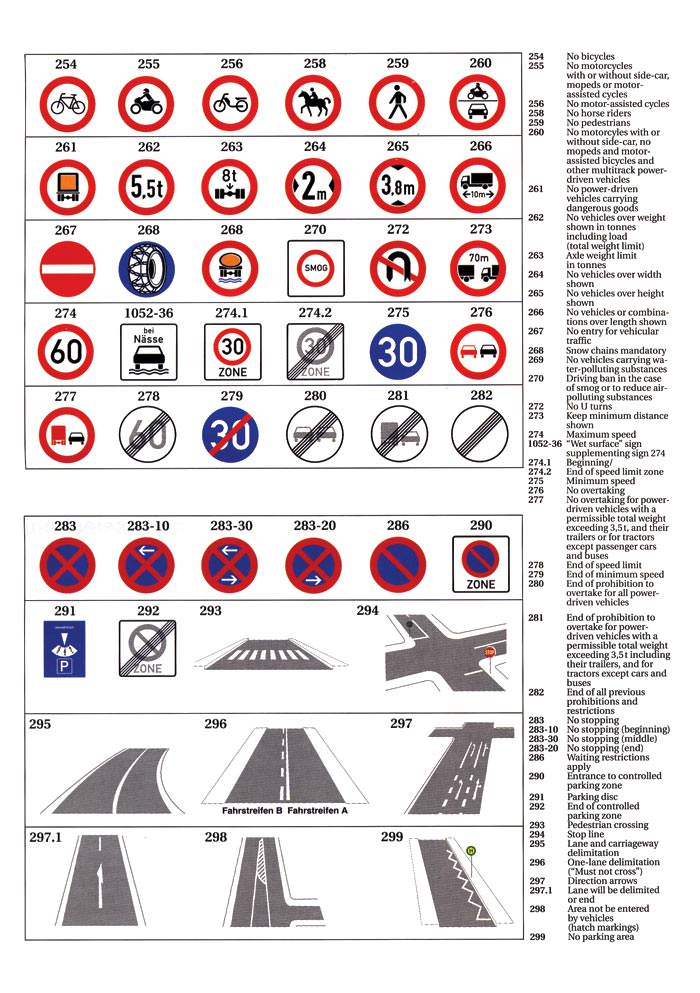 254 255 256 258 259 260
261 262 263 264 265 266
5,5t 8t 2m 3,8m ←10m→
267 268 268 270 272 273
SMOG 70m
274 1052-36 274.1 274.2 275 276
60 bei Nässe 30 ZONE 30 ZONE 30
277 278 279 280 281 282
60 30
283 283-10 283-30 283-20 286 290
ZONE
291 292 293 294
P ZONE STOP
295 296 297
Fahrstreifen B Fahrstreifen A
297.1 298 299
H
254 No bicycles
255 No motorcycles
with or without side-car,
mopeds or motor-
assisted cycles
256 No motor-assisted cycles
258 No horse riders
259 No pedestrians
260 No motorcyles with or
without side-car, no
mopeds and motor-
assisted bicycles and
other multitrack power-
driven vehicles
261 No power-driven
vehicles carrying
dangerous goods
262 No vehicles over weight
shown in tonnes
including load
(total weight limit)
263 Axle weight limit
in tonnes
264 No vehicles over width
shown
265 No vehicles over height
shown
266 No vehicles or combina-
tions over length shown
267 No entry for vehicular
traffic
268 Snow chains mandatory
269 No vehicles carrying wa-
ter-polluting substances
270 Driving ban in the case
of smog or to reduce air-
polluting substances
272 No U turns
273 Keep minimum distance
shown
274 Maximum speed
1052-36 “Wet surface” sign
supplementing sign 274
274.1 Beginning/
274.2 End of speed limit zone
275 Minimum speed
276 No overtaking
277 No overtaking for power-
driven vehicles with a
permissible total weight
exceeding 3,5 t, and their
trailers or for tractors
except passenger cars
and buses
278 End of speed limit
279 End of minimum speed
280 End of prohibition to
overtake for all power-
driven vehicles
281 End of prohibition to
overtake for power-
driven vehicles with a
permissible total weight
exceeding 3,5 t including
their trailers, and for
tractors except cars and
buses
282 End of all previous
prohibitions and
restrictions
283 No stopping
283-10 No stopping (beginning)
283-30 No stopping (middle)
283-20 No stopping (end)
286 Waiting restrictions
apply
290 Entrance to controlled
parking zone
291 Parking disc
292 End of controlled
parking zone
293 Pedestrian crossing
294 Stop line
295 Lane and carriageway
delimitation
296 One-lane delimitation
(“Must not cross”)
297 Direction arrows
297.1 Lane will be delimited
or end
298 Area not be entered
by vehicles
(hatch markings)
299 No parking area